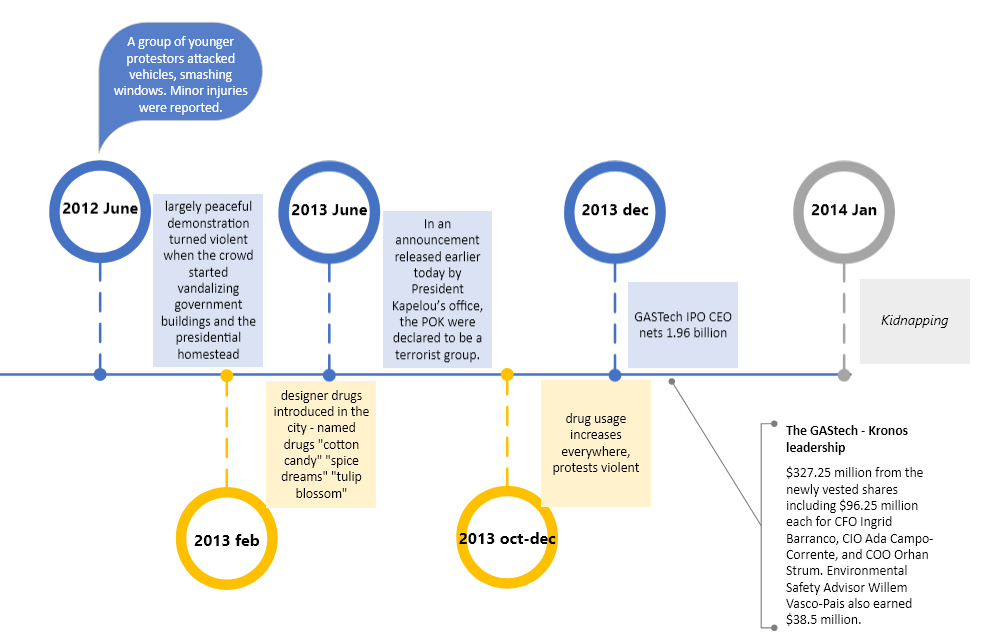 A group of younger
protestors attacked
vehicles, smashing
windows. Minor injuries
were reported.
2012 June
largely peaceful
demonstration
turned violent
when the crowd
started
vandalizing
government
buildings and the
presidential
homestead
2013 June
In an
announcement
released earlier
today by
President
Kapelou’s office,
the POK were
declared to be a
terrorist group.
2013 dec
GASTech IPO CEO
nets 1.96 billion
2014 Jan
Kidnapping
2013 feb
designer drugs
introduced in the
city - named
drugs "cotton
candy" "spice
dreams" "tulip
blossom"
2013 oct-dec
drug usage
increases
everywhere,
protests violent
The GAStech - Kronos
leadership
$327.25 million from the
newly vested shares
including $96.25 million
each for CFO Ingrid
Barranco, CIO Ada Campo-
Corrente, and COO Orhan
Strum. Environmental
Safety Advisor Willem
Vasco-Pais also earned
$38.5 million.